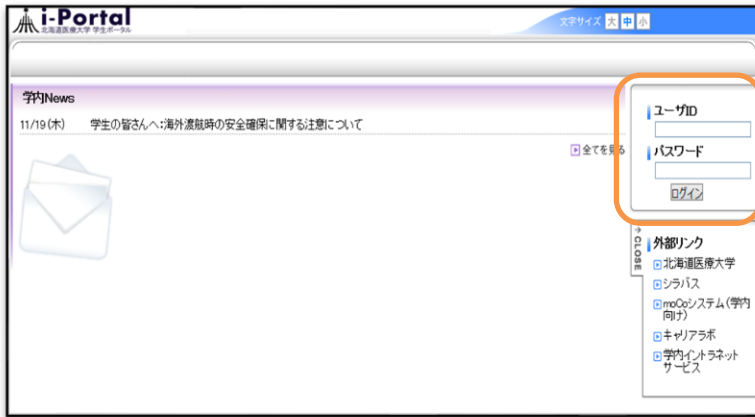 i-Portal
北海道医療大学 学生ポータル
文字サイズ 大 中 小
学内News
11/19(木) 学生の皆さんへ:海外渡航時の安全確保に関する注意について
全てを見る
ユーザID
パスワード
ログイン
↑ CLOSE
外部リンク
北海道医療大学
シラバス
moCoシステム(学内
向け)
キャリアラボ
学内イントラネット
サービス